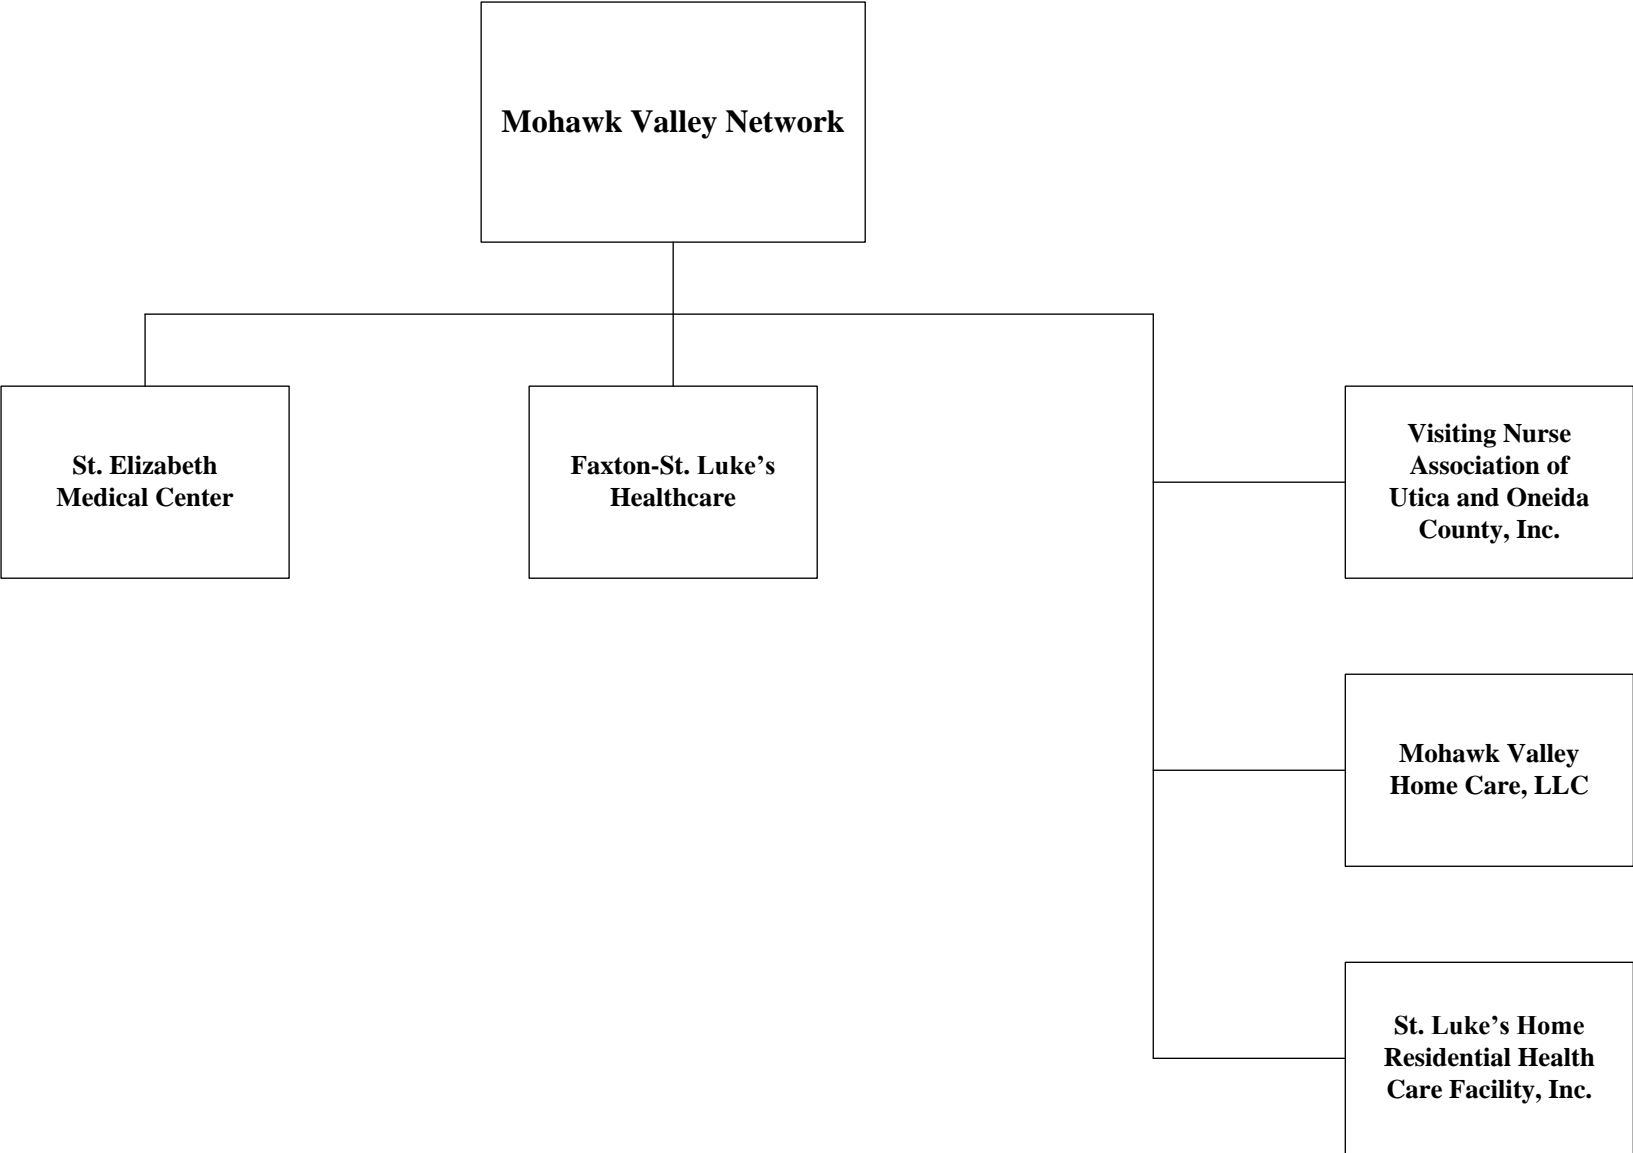 Mohawk Valley Network
St. Elizabeth
Medical Center
Faxton-St. Luke’s
Healthcare
Visiting Nurse
Association of
Utica and Oneida
County, Inc.
Mohawk Valley
Home Care, LLC
St. Luke’s Home
Residential Health
Care Facility, Inc.